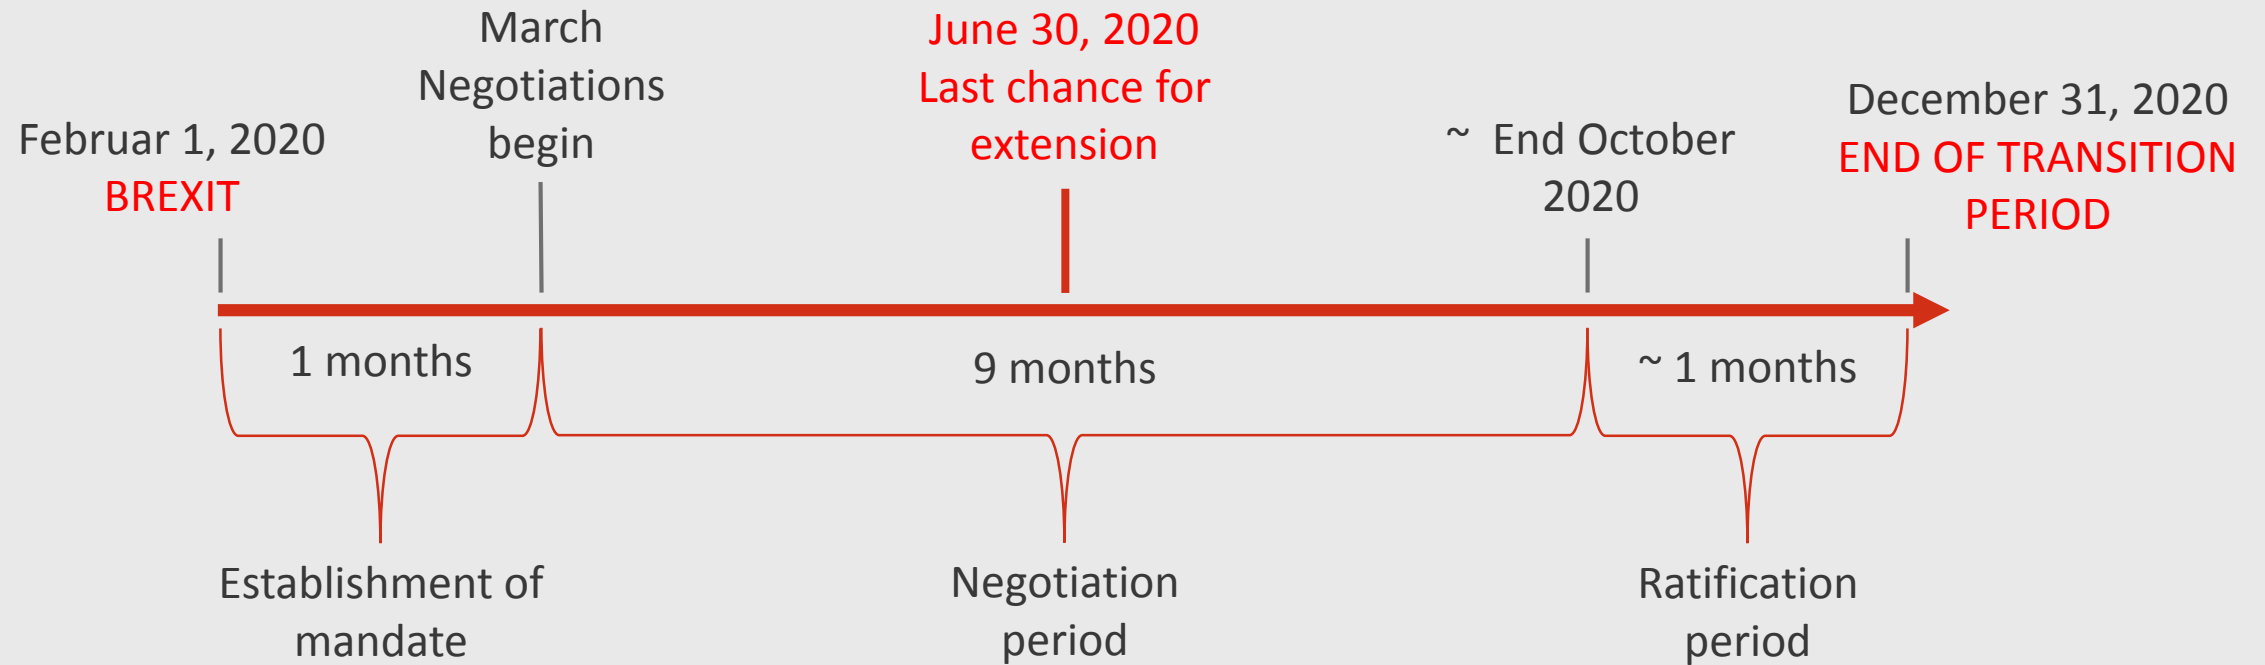 Februar 1, 2020
BREXIT
March
Negotiations
begin
June 30, 2020
Last chance for
extension
~ End October
2020
December 31, 2020
END OF TRANSITION
PERIOD
1 months
9 months
~ 1 months
Establishment of
mandate
Negotiation
period
Ratification
period